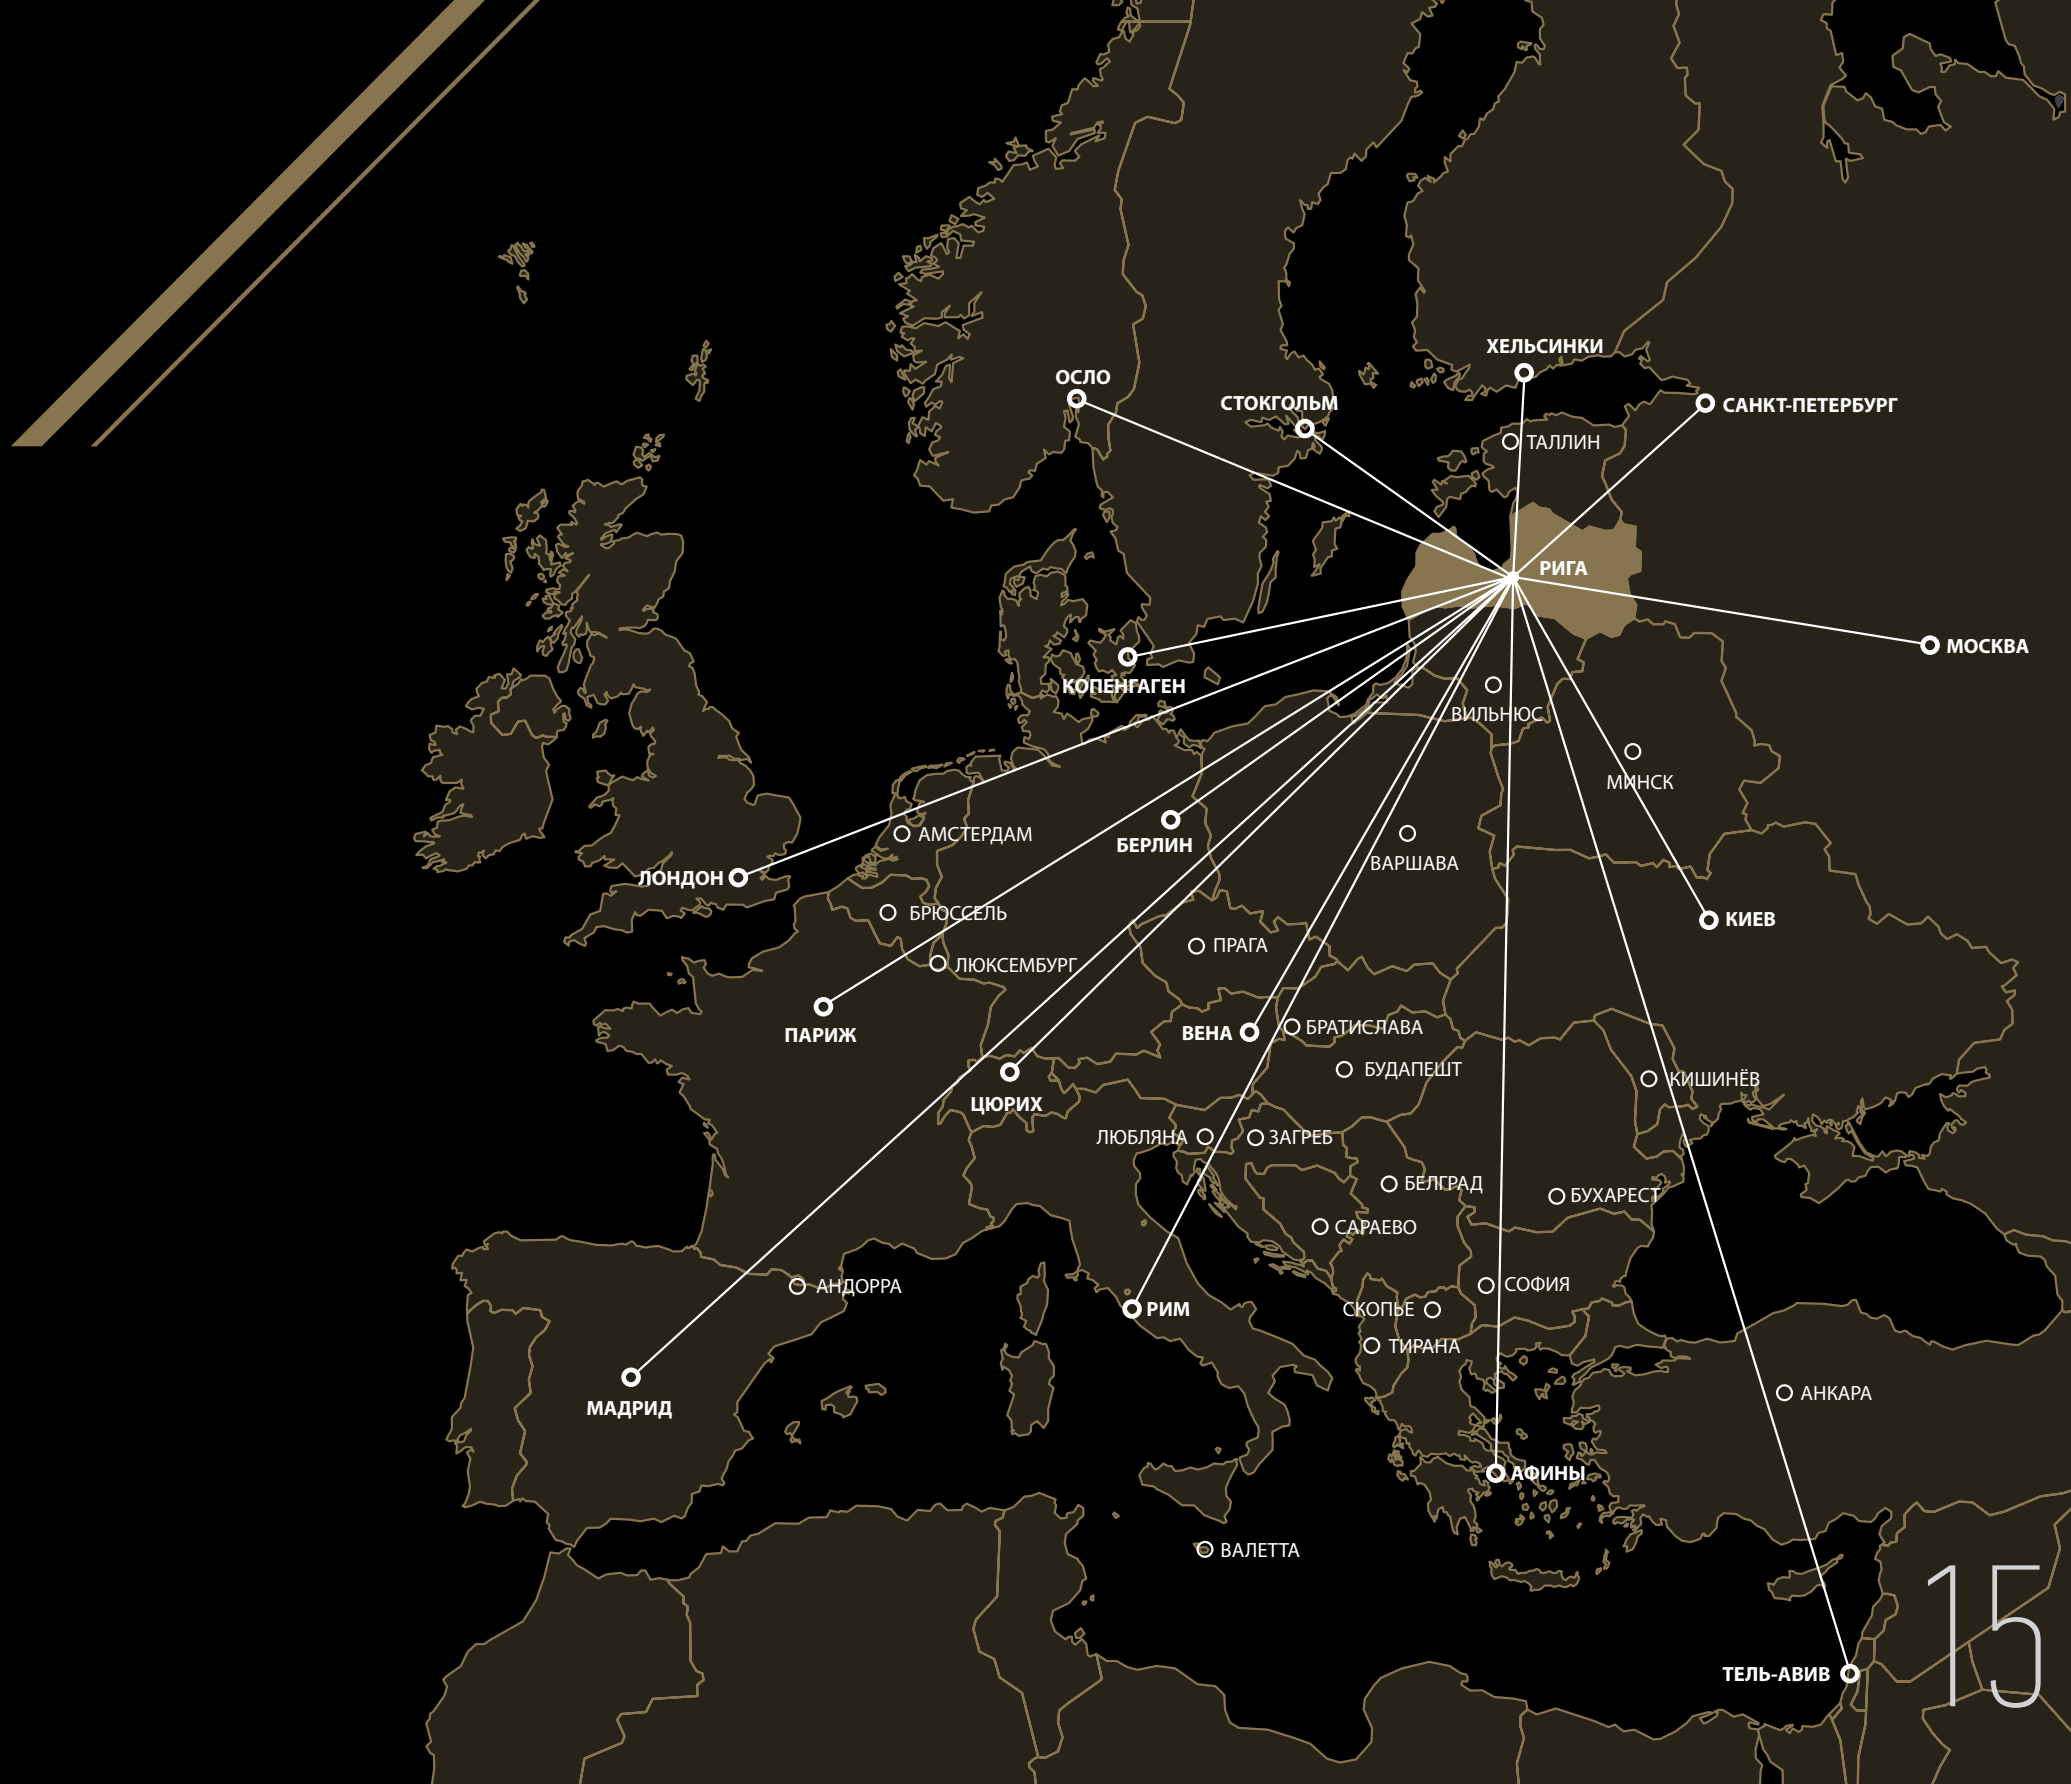 ХЕЛЬСИНКИ
ОСЛО
СТОКГОЛЬМ
САНКТ-ПЕТЕРБУРГ
ТАЛЛИН
РИГА
МОСКВА
КОПЕНГАГЕН
ВИЛЬНЮС
МИНСК
АМСТЕРДАМ
БЕРЛИН
ВАРШАВА
ЛОНДОН
БРЮССЕЛЬ
КИЕВ
ПРАГА
ЛЮКСЕМБУРГ
ПАРИЖ
ВЕНА
БРАТИСЛАВА
БУДАПЕШТ
КИШИНЁВ
ЦЮРИХ
ЛЮБЛЯНА
ЗАГРЕБ
БЕЛГРАД
БУХАРЕСТ
САРАЕВО
АНДОРРА
СОФИЯ
РИМ
СКОПЬЕ
ТИРАНА
АНКАРА
МАДРИД
АФИНЫ
ВАЛЕТТА
15
ТЕЛЬ-АВИВ